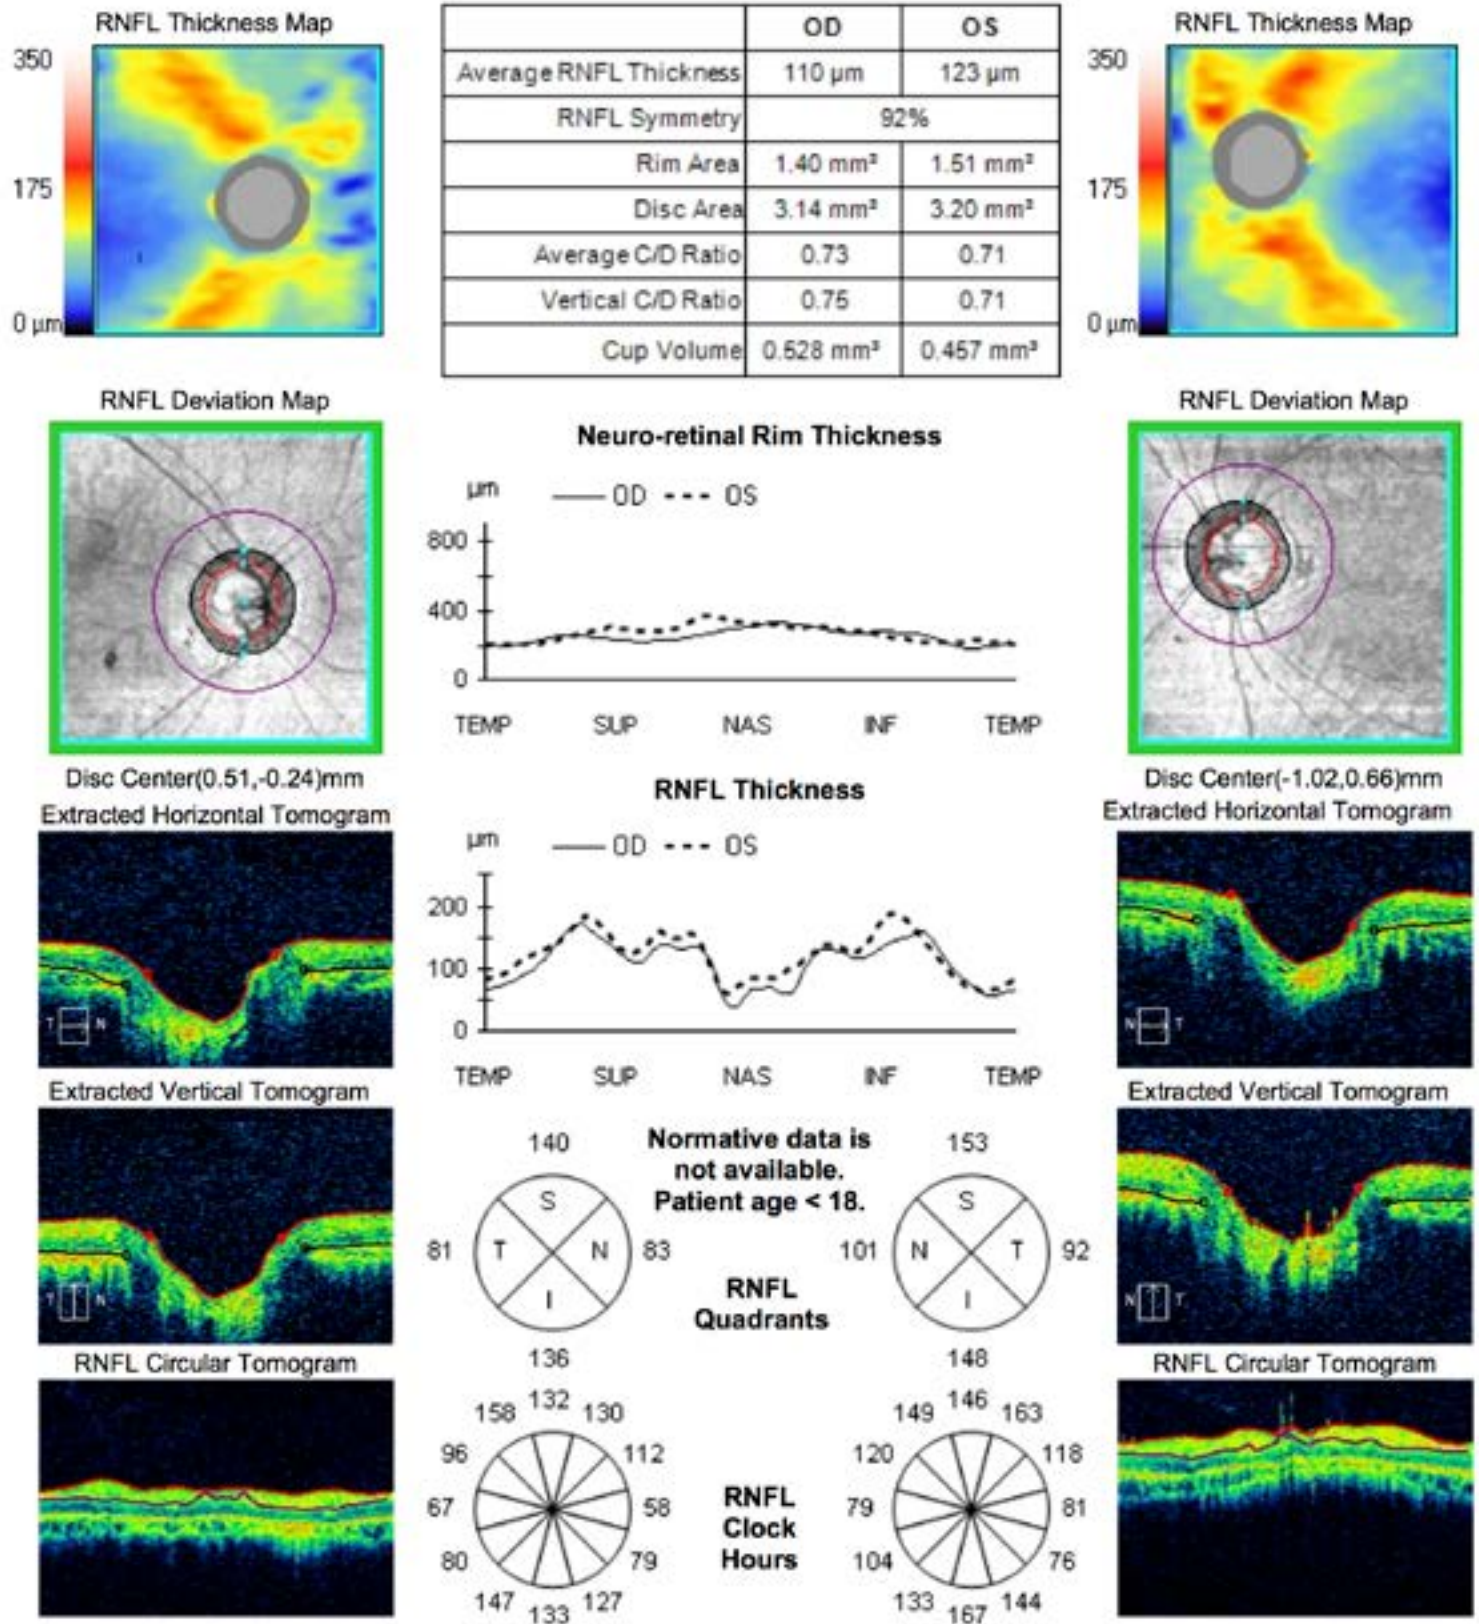 RNFL Thickness Map
350
175
0 µm
OD OS
Average RNFL Thickness 110 µm 123 µm
RNFL Symmetry 92%
Rim Area 1.40 mm² 1.51 mm²
Disc Area 3.14 mm² 3.20 mm²
Average C/D Ratio 0.73 0.71
Vertical C/D Ratio 0.75 0.71
Cup Volume 0.528 mm³ 0.457 mm³
RNFL Thickness Map
350
175
0 µm
RNFL Deviation Map
Disc Center(0.51,-0.24)mm
Neuro-retinal Rim Thickness
µm
OD OS
800
400
0
TEMP SUP NAS INF TEMP
RNFL Deviation Map
Disc Center(-1.02,0.66)mm
RNFL Thickness
µm
OD OS
200
100
0
TEMP SUP NAS INF TEMP
Extracted Horizontal Tomogram
T N
Extracted Vertical Tomogram
T N
RNFL Circular Tomogram
Extracted Horizontal Tomogram
N T
Extracted Vertical Tomogram
N T
RNFL Circular Tomogram
Normative data is
not available.
Patient age < 18.
140
S
81 T N 83
I
136
153
S
101 N T 92
I
148
RNFL
Quadrants
132
158 130
96 112
67 58
80 79
147 127
133
146
149 163
120 118
79 81
104 76
133 144
167
RNFL
Clock
Hours